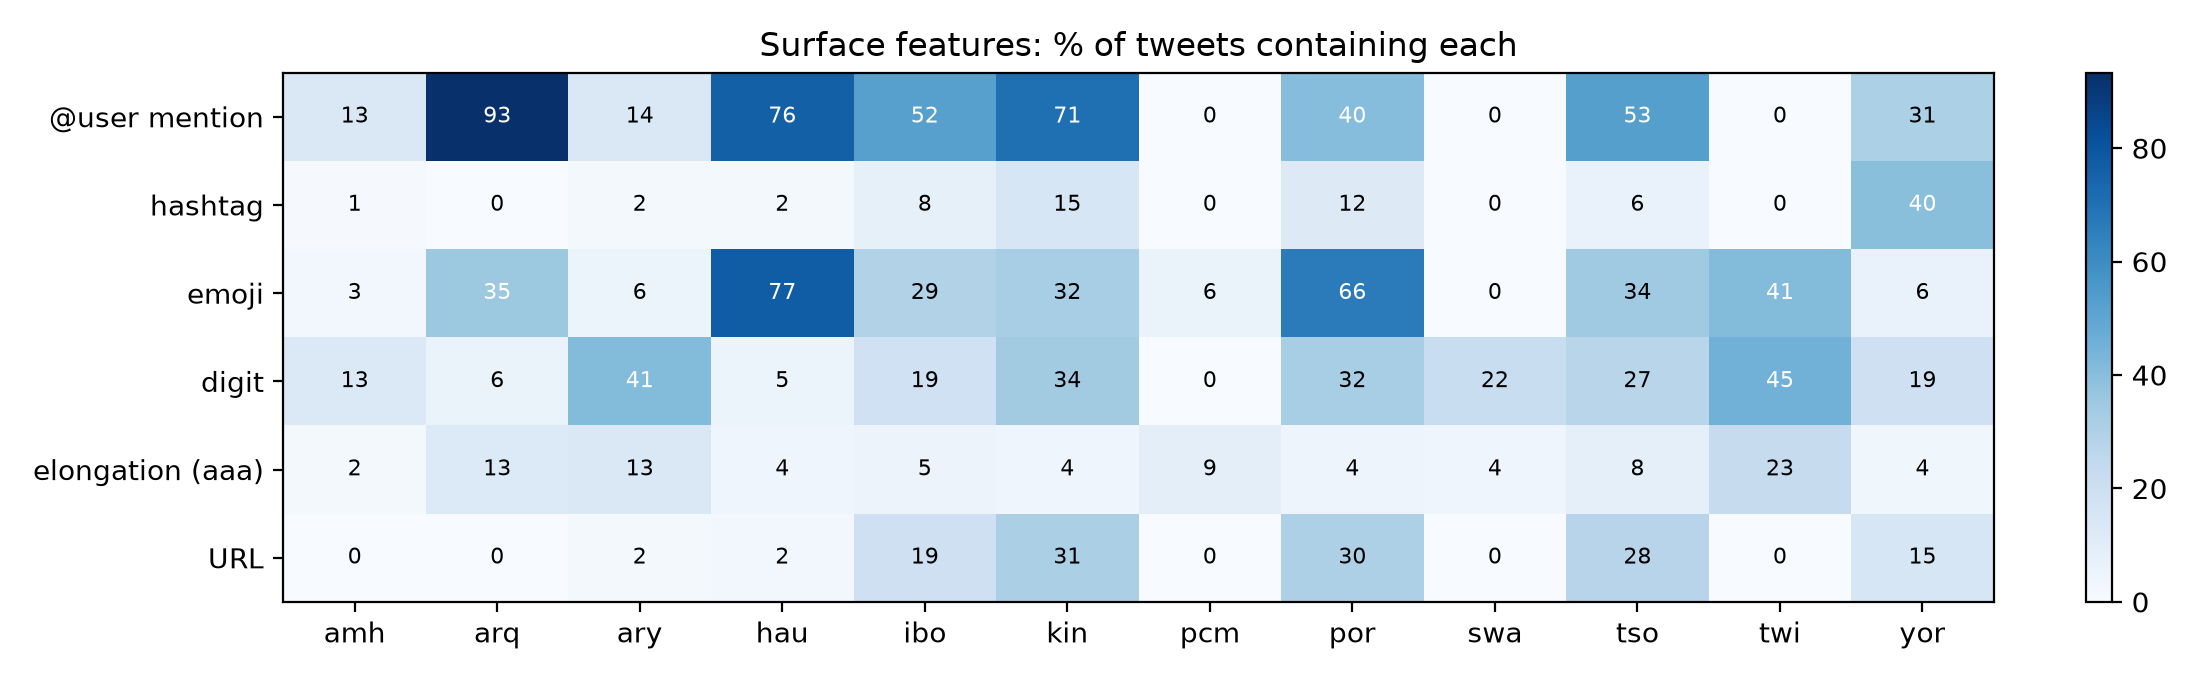 Surface features: % of tweets containing each
@user mention 13 93 14 76 52 71 0 40 0 53 0 31
hashtag 1 0 2 2 8 15 0 12 0 6 0 40
emoji 3 35 6 77 29 32 6 66 0 34 41 6
digit 13 6 41 5 19 34 0 32 22 27 45 19
elongation (aaa) 2 13 13 4 5 4 9 4 4 8 23 4
URL 0 0 2 2 19 31 0 30 0 28 0 15
amh arq ary hau ibo kin pcm por swa tso twi yor
80
60
40
20
0